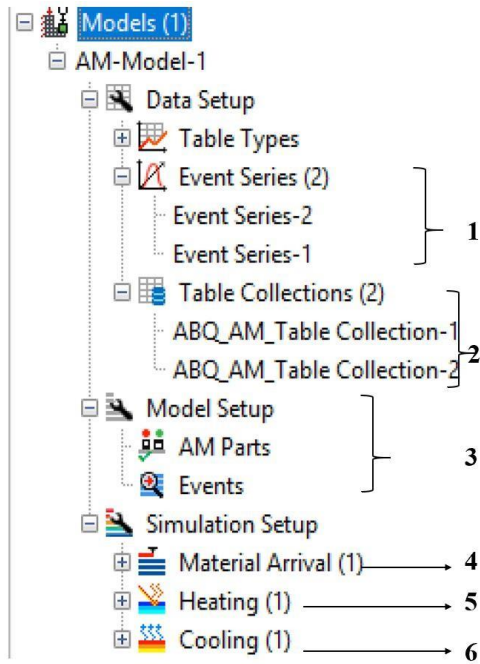 Models (1)
AM-Model-1
Data Setup
Table Types
Event Series (2)
Event Series-2
Event Series-1
1
Table Collections (2)
ABQ_AM_Table Collection-1
ABQ_AM_Table Collection-2
2
Model Setup
AM Parts
Events
3
Simulation Setup
Material Arrival (1) 4
Heating (1) 5
Cooling (1) 6